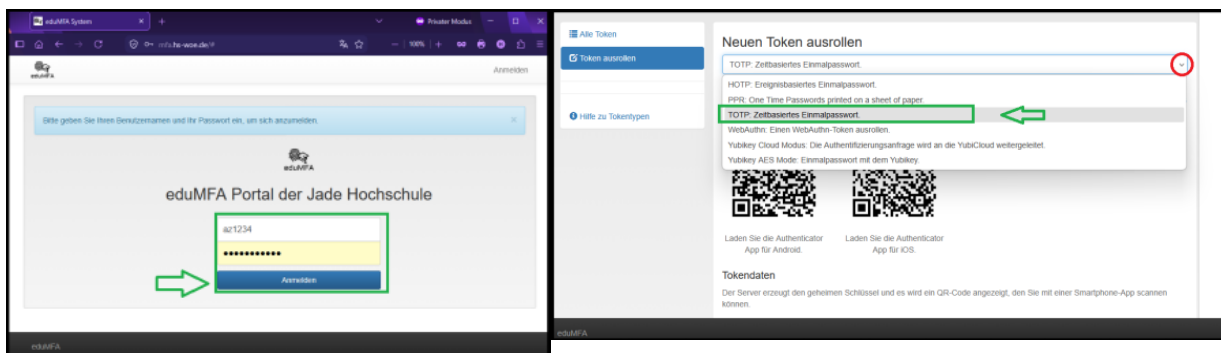 eduMFA System
Privater Modus
mfa.hs-woe.de/#
100%
eduMFA
Anmelden
Bitte geben Sie Ihren Benutzernamen und Ihr Passwort ein, um sich anzumelden.
eduMFA
eduMFA Portal der Jade Hochschule
az1234
Anmelden
eduMFA
Alle Token
Token ausrollen
Hilfe zu Tokentypen
Neuen Token ausrollen
TOTP: Zeitbasiertes Einmalpasswort.
HOTP: Ereignisbasiertes Einmalpasswort.
PPR: One Time Passwords printed on a sheet of paper.
TOTP: Zeitbasiertes Einmalpasswort.
WebAuthn: Einen WebAuthn-Token ausrollen.
Yubikey Cloud Modus: Die Authentifizierungsanfrage wird an die YubiCloud weitergeleitet.
Yubikey AES Mode: Einmalpasswort mit dem Yubikey.
Laden Sie die Authenticator
App für Android.
Laden Sie die Authenticator
App für iOS.
Tokendaten
Der Server erzeugt den geheimen Schlüssel und es wird ein QR-Code angezeigt, den Sie mit einer Smartphone-App scannen
können.
eduMFA